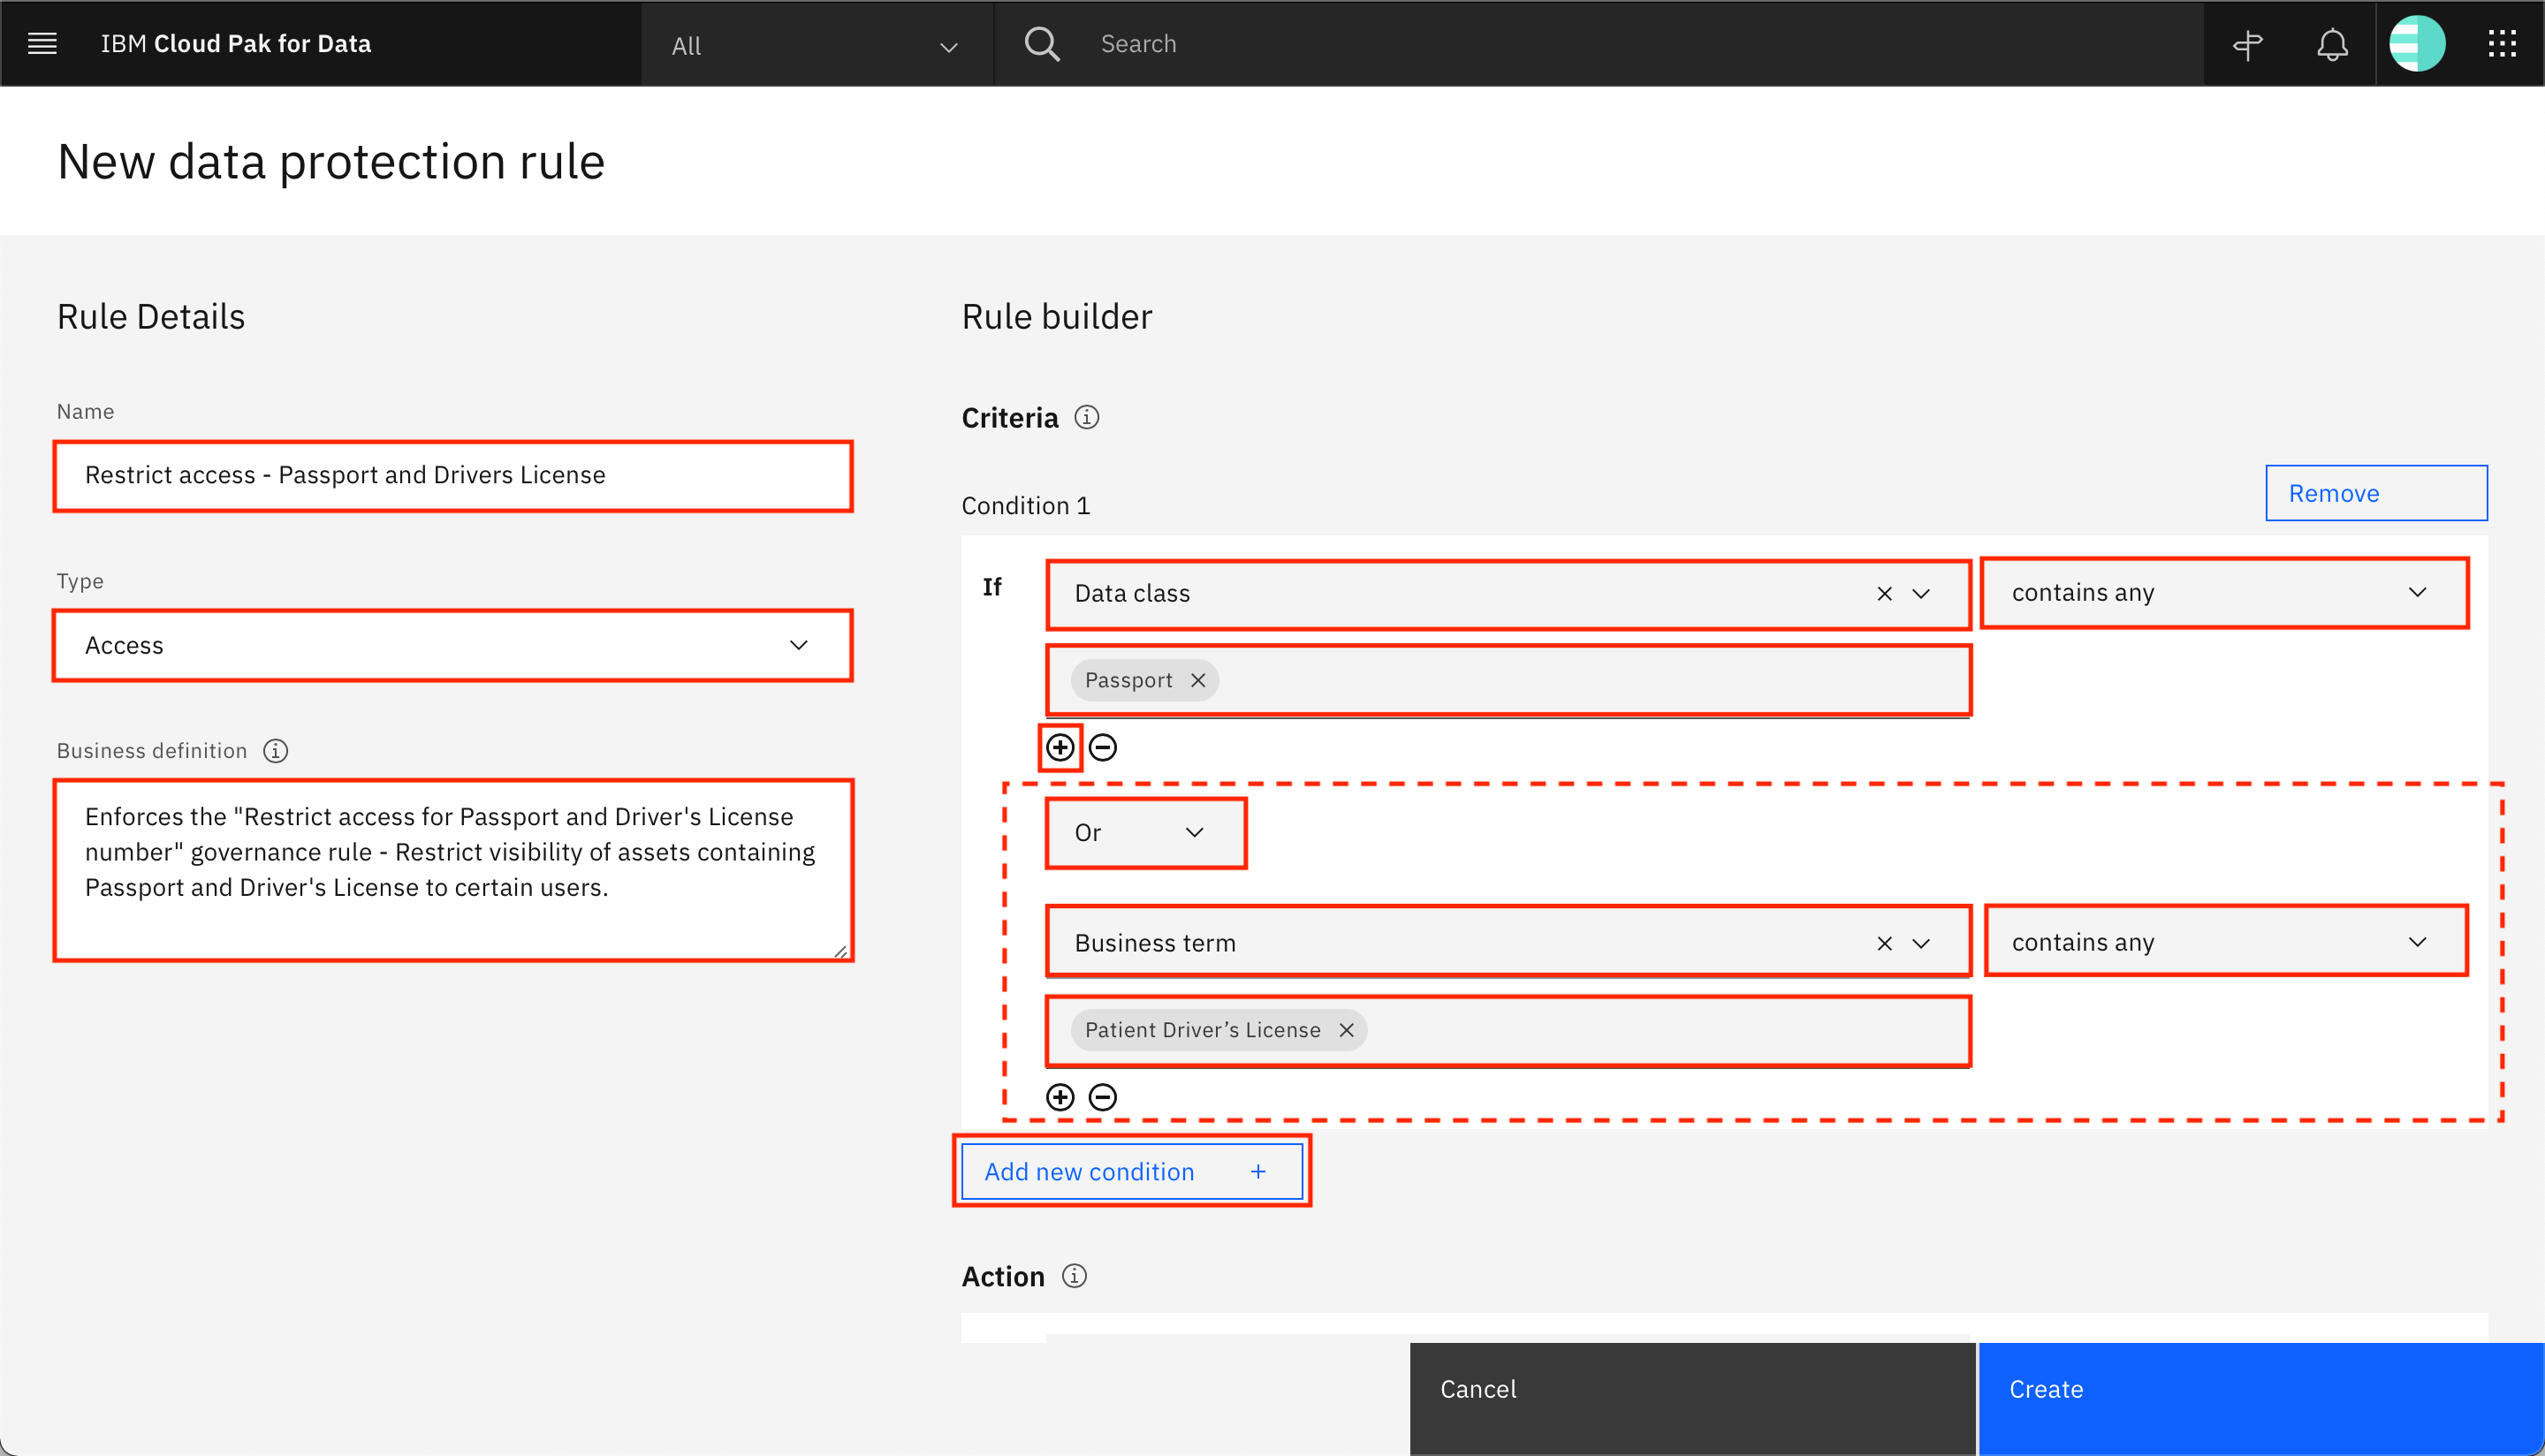 IBM Cloud Pak for Data
All
Search
New data protection rule
Rule Details
Name
Restrict access - Passport and Drivers License
Type
Access
Business definition
Enforces the "Restrict access for Passport and Driver's License
number" governance rule - Restrict visibility of assets containing
Passport and Driver's License to certain users.
Rule builder
Criteria
Condition 1
Remove
If
Data class
contains any
Passport
Or
Business term
contains any
Patient Driver’s License
Add new condition +
Action
Cancel
Create